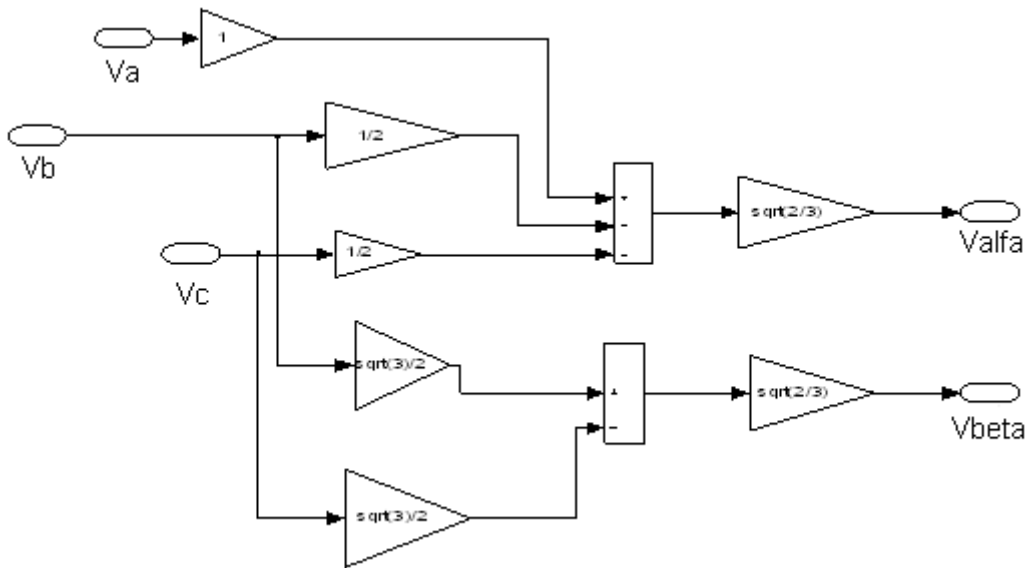 1
Va
1/2
Vb
sqrt(2/3)
Valfa
1/2
Vc
sqrt(3)/2
sqrt(2/3)
Vbeta
sqrt(3)/2
+
-
-
+
-